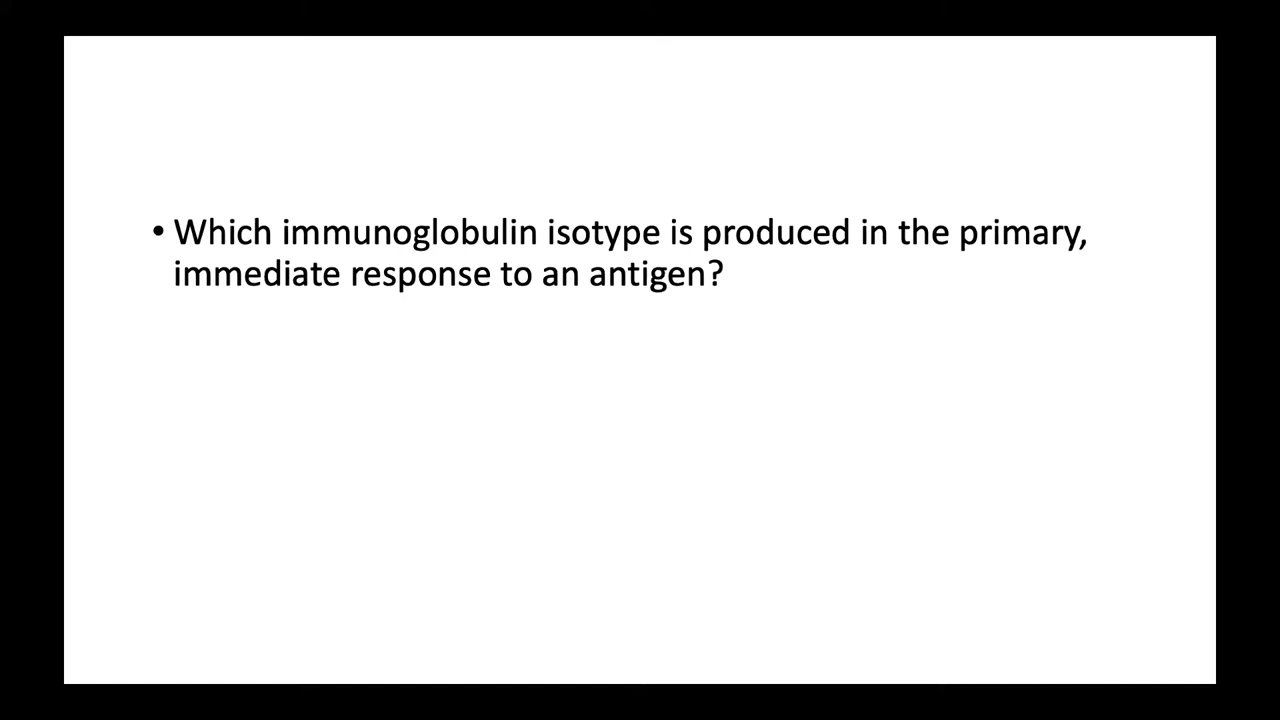 • Which immunoglobulin isotype is produced in the primary,
immediate response to an antigen?